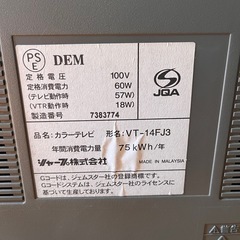 PS
E
DEM
JQA
定格電圧 100V
定格消費電力 60W
(テレビ動作時 57W)
(VTR動作時 18W)
製造番号 7383774
品名:カラーテレビ 形名:VT-14FJ3
年間消費電力量 75kWh/年
シャープ株式会社 MADE IN MALAYSIA
Gコードは、ジェムスター社の登録商標です。
Gコードシステムは、ジェムスター社のライセンスに
基づいて生産しております。